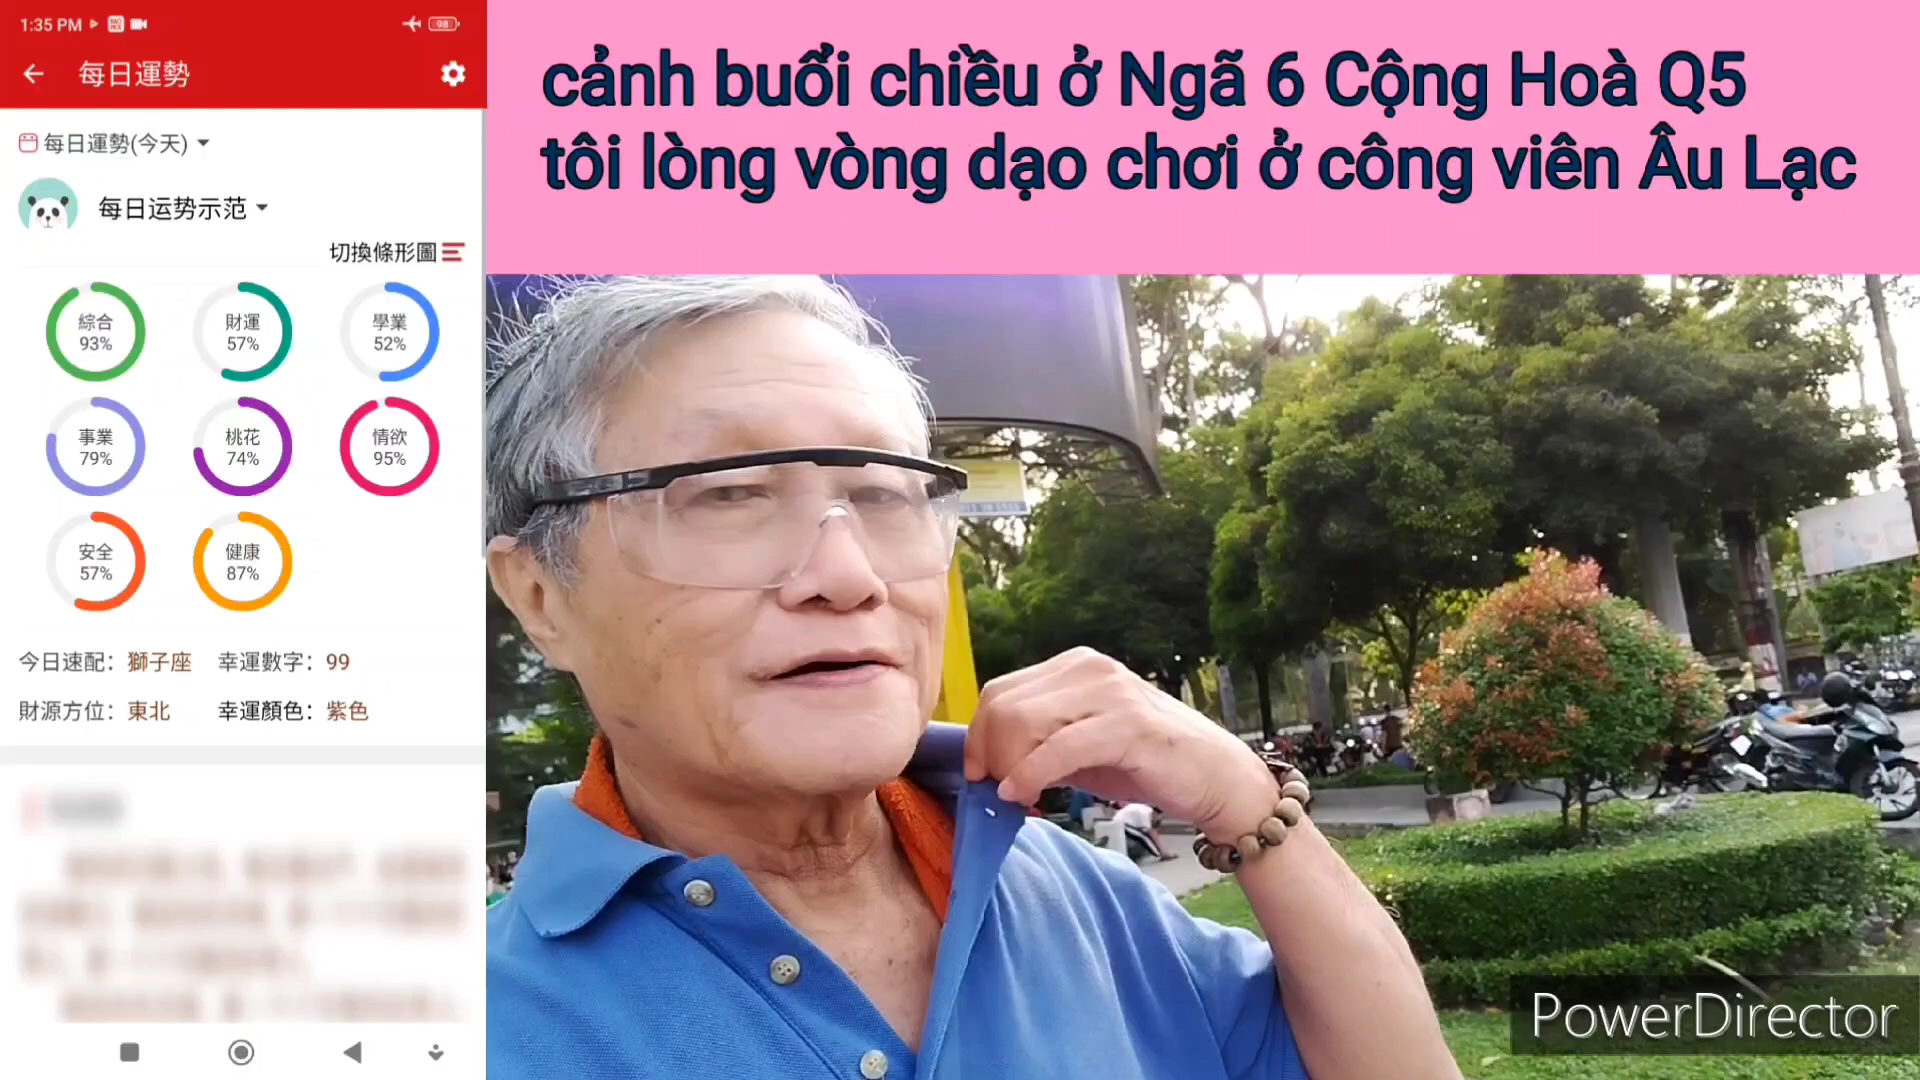 1:35 PM
98
每日運勢
每日運勢(今天)
每日运势示范
切換條形圖
綜合
93%
財運
57%
學業
52%
事業
79%
桃花
74%
情欲
95%
安全
57%
健康
87%
今日速配：獅子座 幸運數字：99
財源方位：東北 幸運顏色：紫色
cảnh buổi chiều ở Ngã 6 Cộng Hoà Q5
tôi lòng vòng dạo chơi ở công viên Âu Lạc
PowerDirector